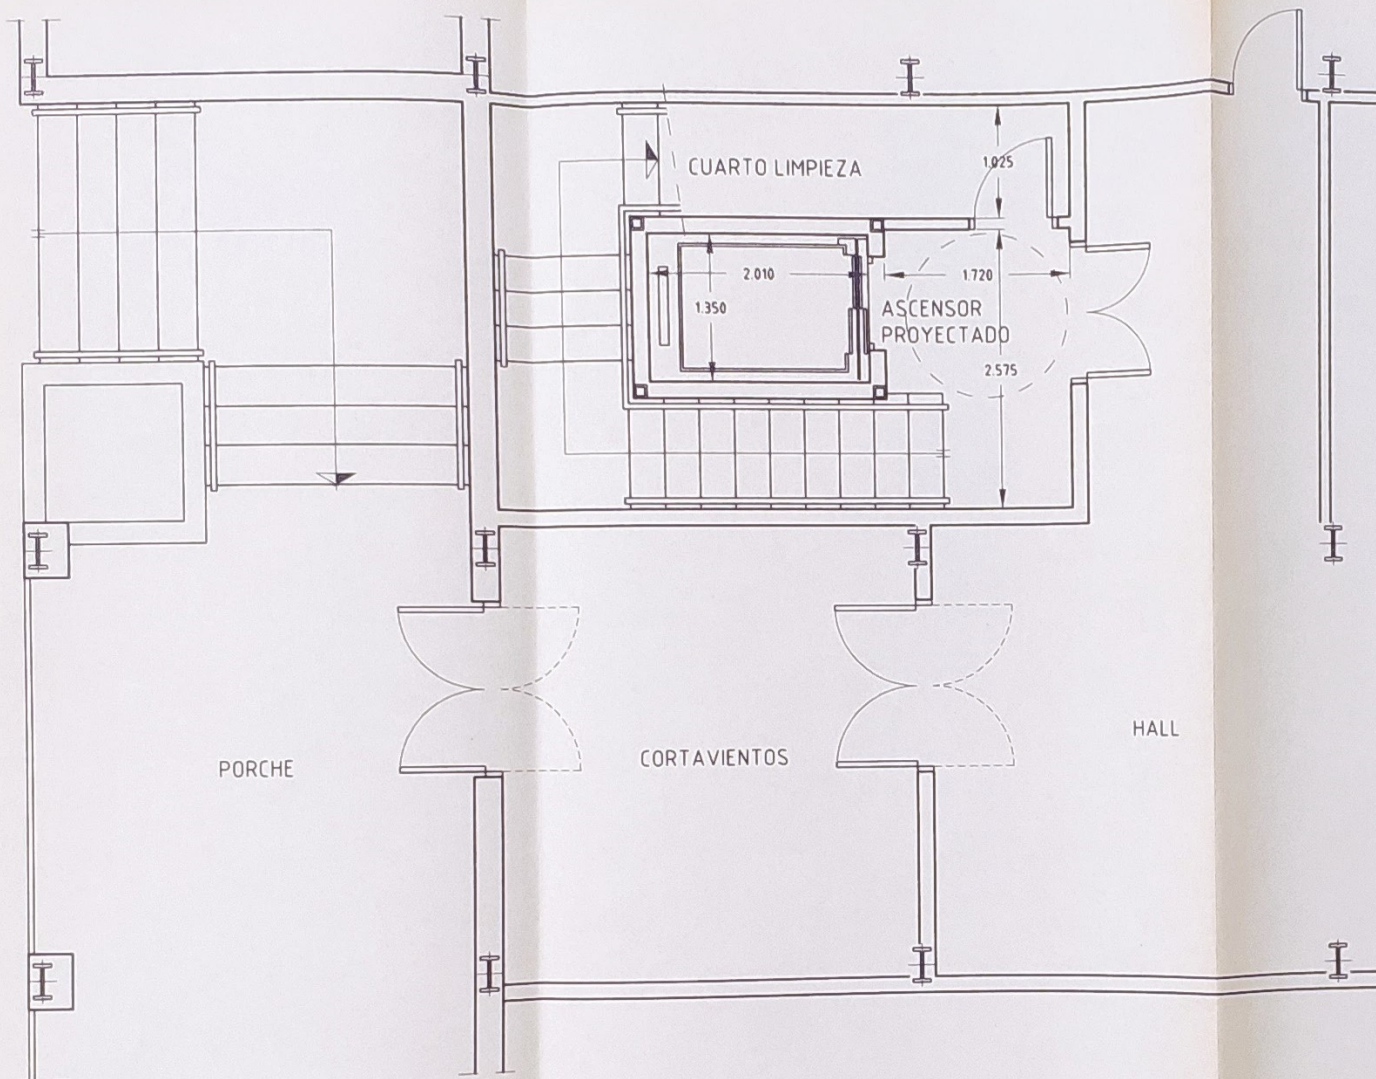 1.025
CUARTO LIMPIEZA
2.010
1.720
1.350
ASCENSOR
PROYECTADO
2.575
HALL
CORTAVIENTOS
PORCHE